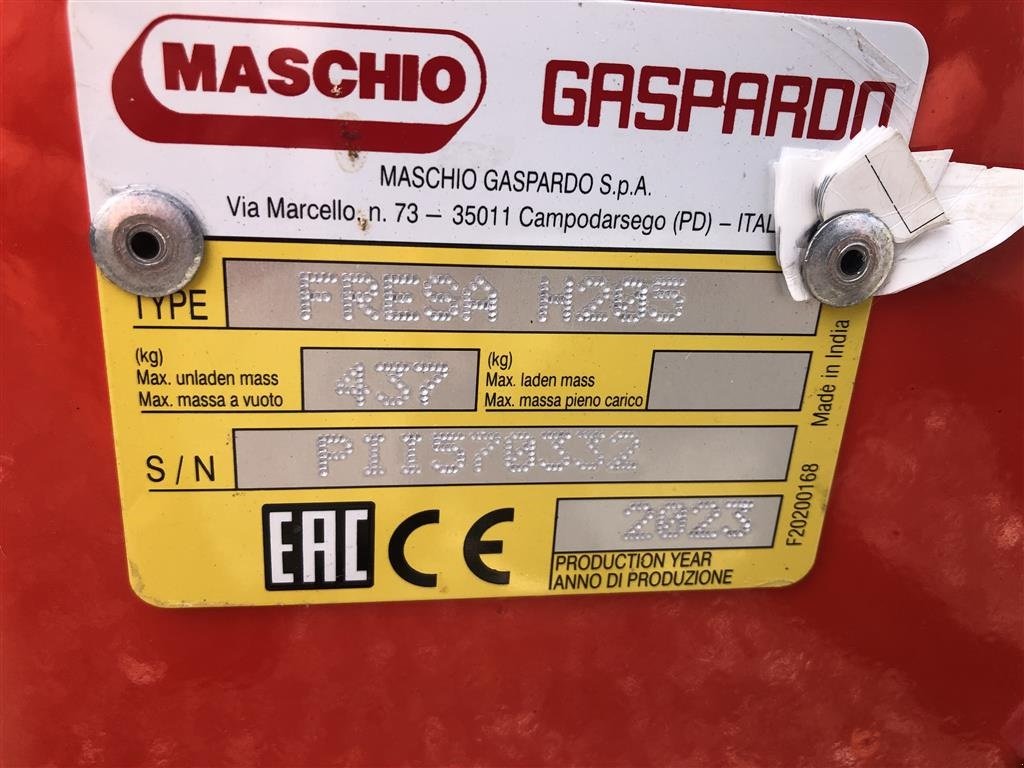 MASCHIO GASPARDO
MASCHIO GASPARDO S.p.A.
Via Marcello, n. 73 – 35011 Campodarsego (PD) – ITAL
TYPE FRESA H205
(kg)
Max. unladen mass
Max. massa a vuoto
437
(kg)
Max. laden mass
Max. massa pieno carico
S / N PII570332
EAC CE
2023
PRODUCTION YEAR
ANNO DI PRODUZIONE
Made in India
F20200168